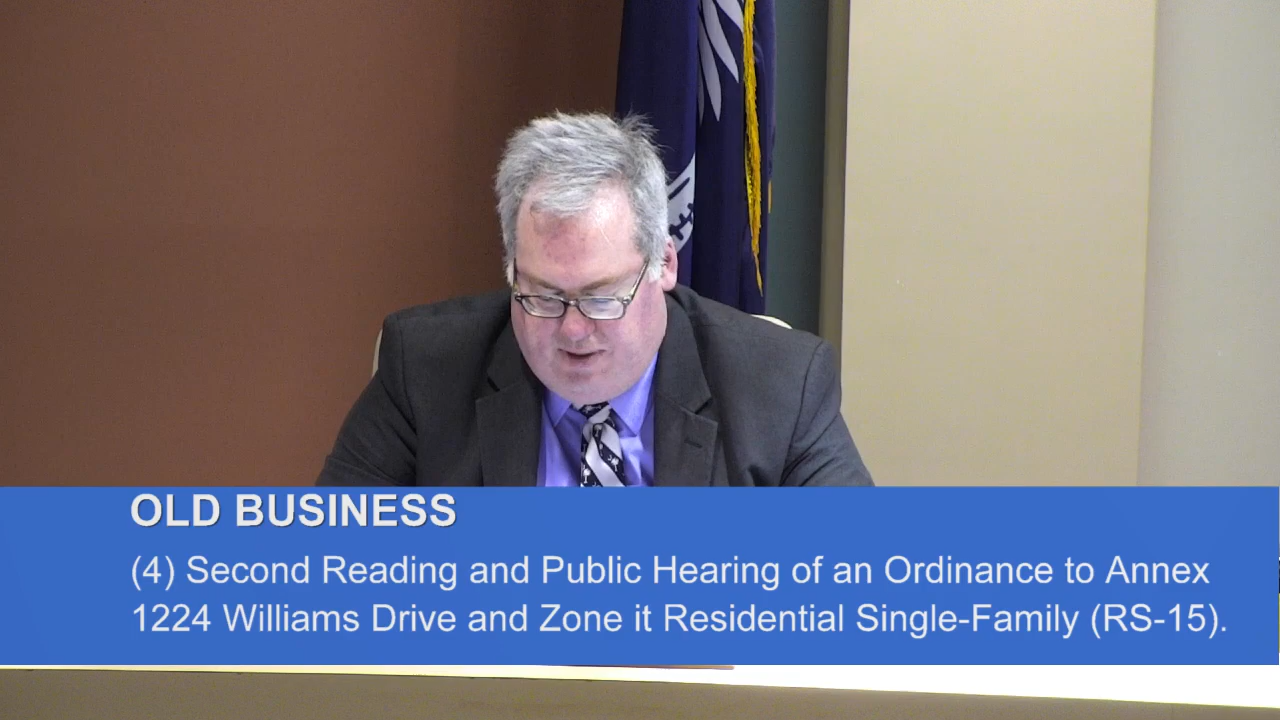 OLD BUSINESS
(4) Second Reading and Public Hearing of an Ordinance to Annex
1224 Williams Drive and Zone it Residential Single-Family (RS-15).